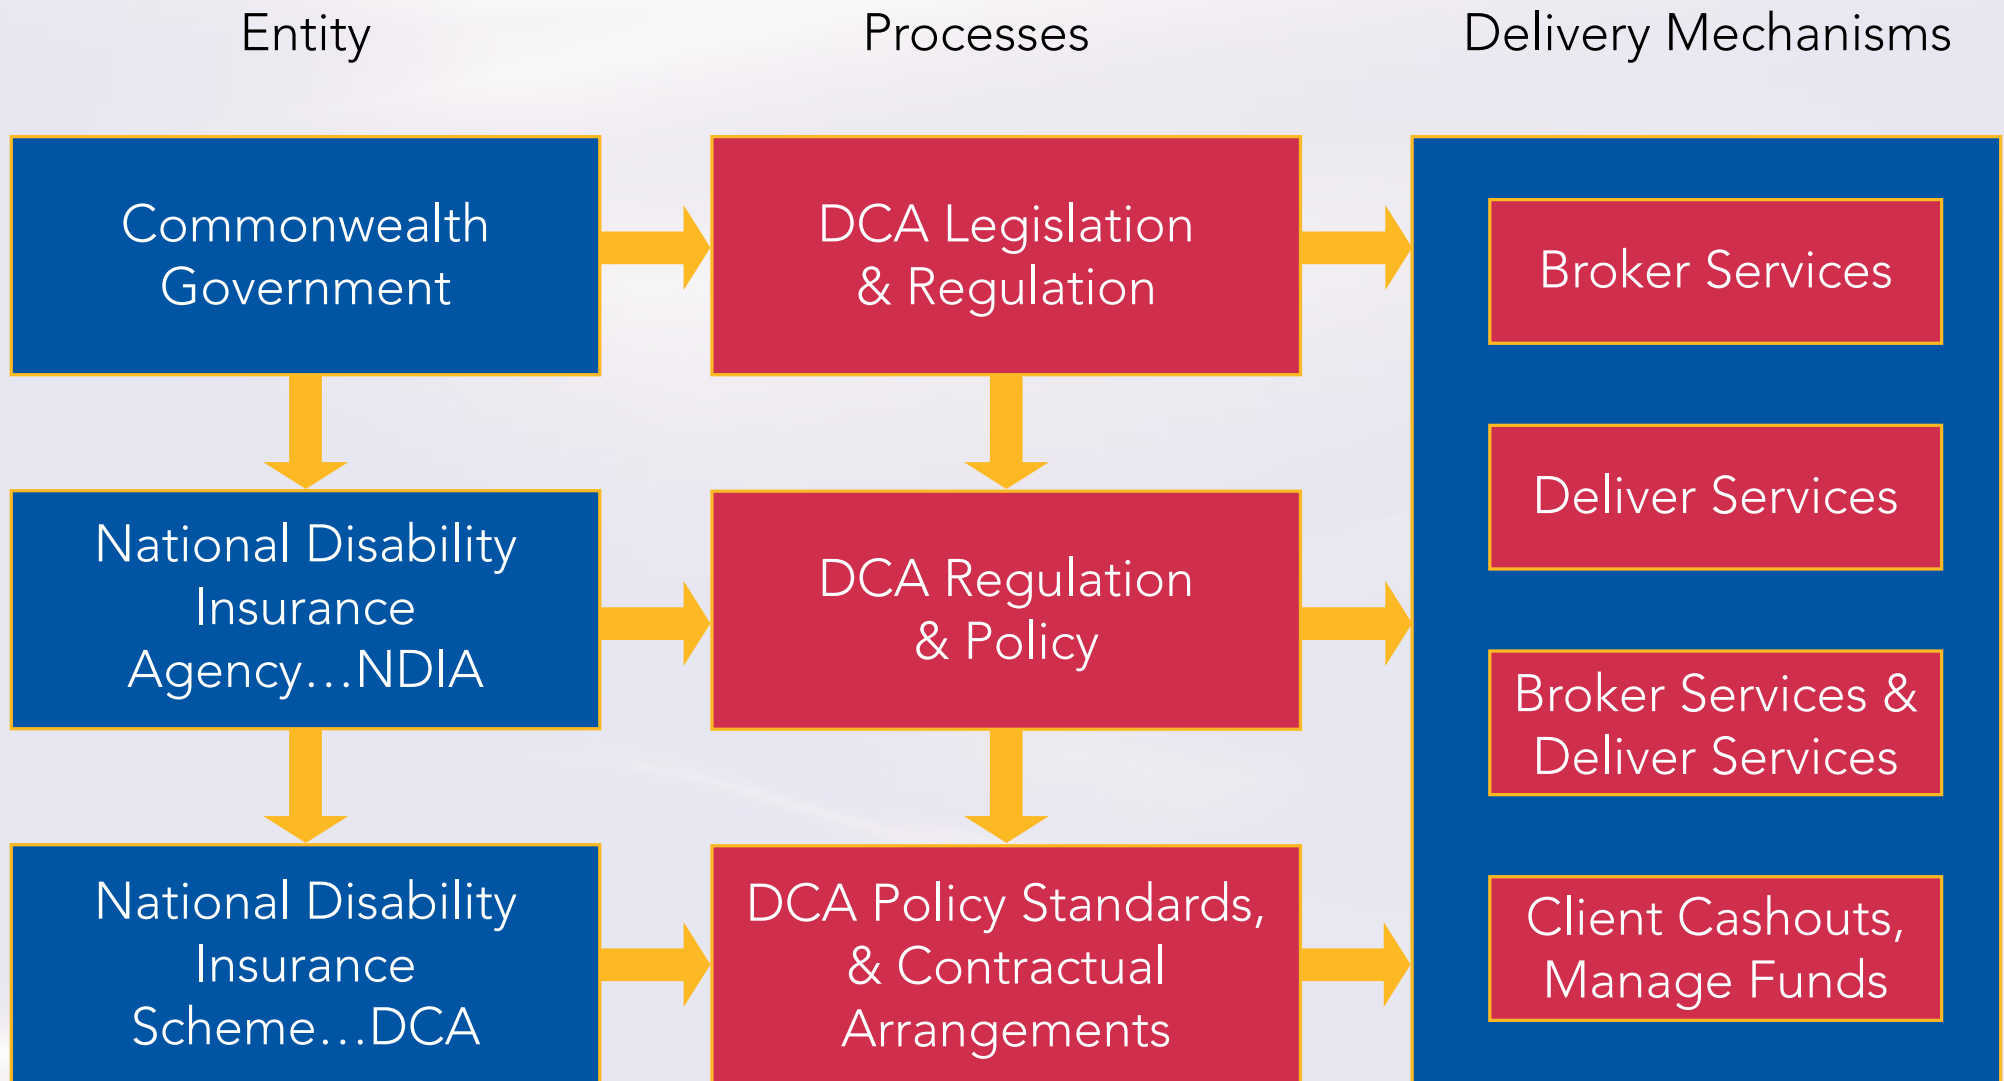 Entity
Processes
Delivery Mechanisms
Commonwealth
Government
DCA Legislation
& Regulation
Broker Services
Deliver Services
National Disability
Insurance
Agency…NDIA
DCA Regulation
& Policy
Broker Services &
Deliver Services
National Disability
Insurance
Scheme…DCA
DCA Policy Standards,
& Contractual
Arrangements
Client Cashouts,
Manage Funds